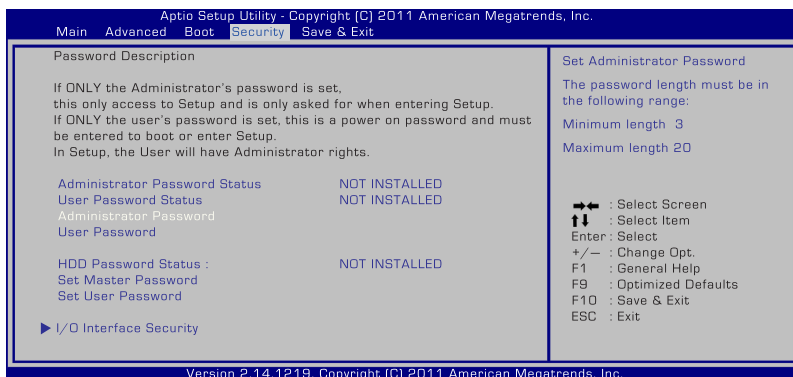 Aptio Setup Utility - Copyright (C) 2011 American Megatrends, Inc.
Main Advanced Boot Security Save & Exit
Password Description
If ONLY the Administrator's password is set,
this only access to Setup and is only asked for when entering Setup.
If ONLY the user's password is set, this is a power on password and must
be entered to boot or enter Setup.
In Setup, the User will have Administrator rights.
Administrator Password Status NOT INSTALLED
User Password Status NOT INSTALLED
Administrator Password
User Password
HDD Password Status : NOT INSTALLED
Set Master Password
Set User Password
I/O Interface Security
Set Administrator Password
The password length must be in
the following range:
Minimum length 3
Maximum length 20
→← : Select Screen
↑↓ : Select Item
Enter : Select
+/— : Change Opt.
F1 : General Help
F9 : Optimized Defaults
F10 : Save & Exit
ESC : Exit
Version 2.14.1219. Copyright (C) 2011 American Megatrends, Inc.